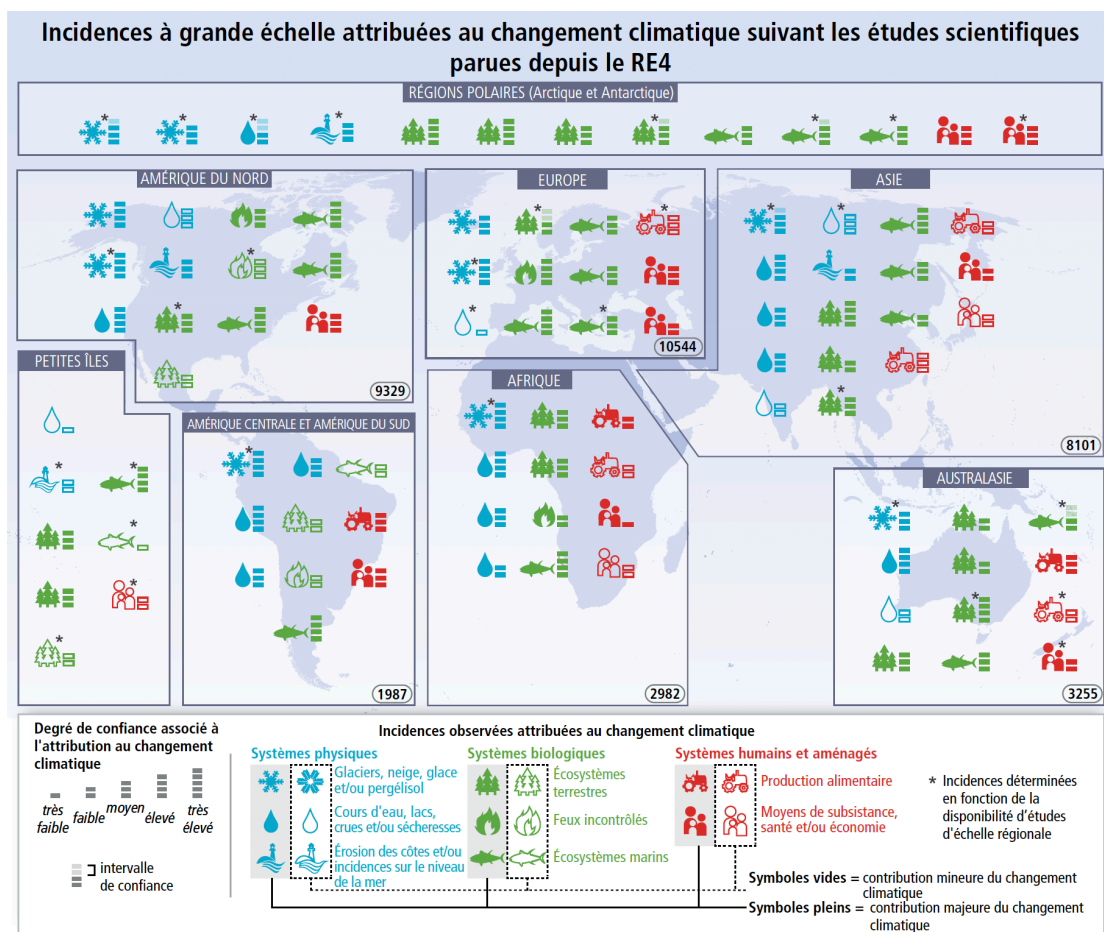 Incidences à grande échelle attribuées au changement climatique suivant les études scientifiques
parues depuis le RE4
RÉGIONS POLAIRES (Arctique et Antarctique)
* * * * * * * *
AMÉRIQUE DU NORD
* * *
9329
EUROPE
* * * * *
10544
ASIE
* * * *
8101
PETITES ÎLES
* * * * *
AMÉRIQUE CENTRALE ET AMÉRIQUE DU SUD
*
1987
AFRIQUE
*
2982
AUSTRALASIE
* * * * *
3255
Degré de confiance associé à
l'attribution au changement
climatique
très
faible
faible
moyen
élevé
très
élevé
intervalle
de confiance
Incidences observées attribuées au changement climatique
Systèmes physiques
Glaciers, neige, glace
et/ou pergélisol
Cours d'eau, lacs,
crues et/ou sécheresses
Érosion des côtes et/ou
incidences sur le niveau
de la mer
Systèmes biologiques
Écosystèmes
terrestres
Feux incontrôlés
Écosystèmes marins
Systèmes humains et aménagés
Production alimentaire
Moyens de subsistance,
santé et/ou économie
* Incidences déterminées
en fonction de la
disponibilité d'études
d'échelle régionale
Symboles vides = contribution mineure du changement
climatique
Symboles pleins = contribution majeure du changement
climatique